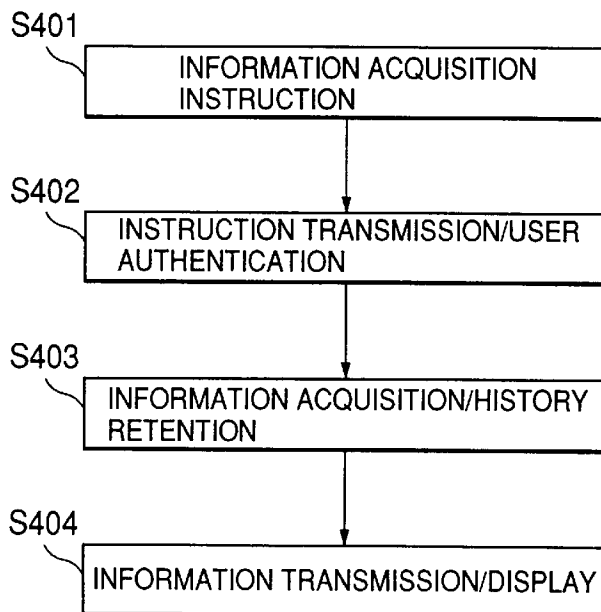 S401
INFORMATION ACQUISITION
INSTRUCTION
S402
INSTRUCTION TRANSMISSION/USER
AUTHENTICATION
S403
INFORMATION ACQUISITION/HISTORY
RETENTION
S404
INFORMATION TRANSMISSION/DISPLAY